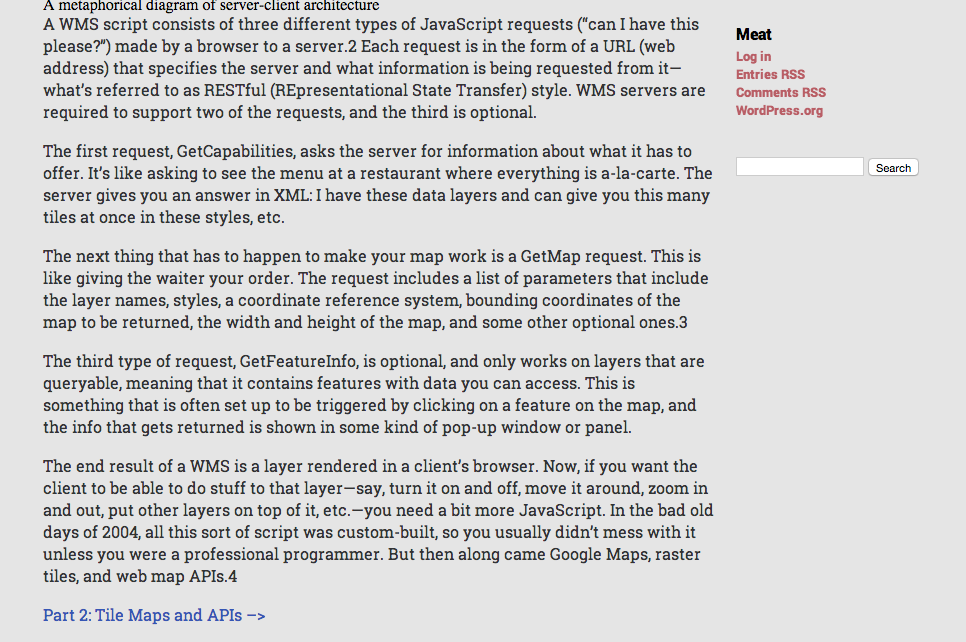 A metaphorical diagram of server-client architecture
A WMS script consists of three different types of JavaScript requests (“can I have this
please?”) made by a browser to a server.2 Each request is in the form of a URL (web
address) that specifies the server and what information is being requested from it—
what’s referred to as RESTful (REpresentational State Transfer) style. WMS servers are
required to support two of the requests, and the third is optional.
The first request, GetCapabilities, asks the server for information about what it has to
offer. It’s like asking to see the menu at a restaurant where everything is a-la-carte. The
server gives you an answer in XML: I have these data layers and can give you this many
tiles at once in these styles, etc.
The next thing that has to happen to make your map work is a GetMap request. This is
like giving the waiter your order. The request includes a list of parameters that include
the layer names, styles, a coordinate reference system, bounding coordinates of the
map to be returned, the width and height of the map, and some other optional ones.3
The third type of request, GetFeatureInfo, is optional, and only works on layers that are
queryable, meaning that it contains features with data you can access. This is
something that is often set up to be triggered by clicking on a feature on the map, and
the info that gets returned is shown in some kind of pop-up window or panel.
The end result of a WMS is a layer rendered in a client’s browser. Now, if you want the
client to be able to do stuff to that layer—say, turn it on and off, move it around, zoom in
and out, put other layers on top of it, etc.—you need a bit more JavaScript. In the bad old
days of 2004, all this sort of script was custom-built, so you usually didn’t mess with it
unless you were a professional programmer. But then along came Google Maps, raster
tiles, and web map APIs.4
Part 2: Tile Maps and APIs —>
Meat
Log in
Entries RSS
Comments RSS
WordPress.org
Search